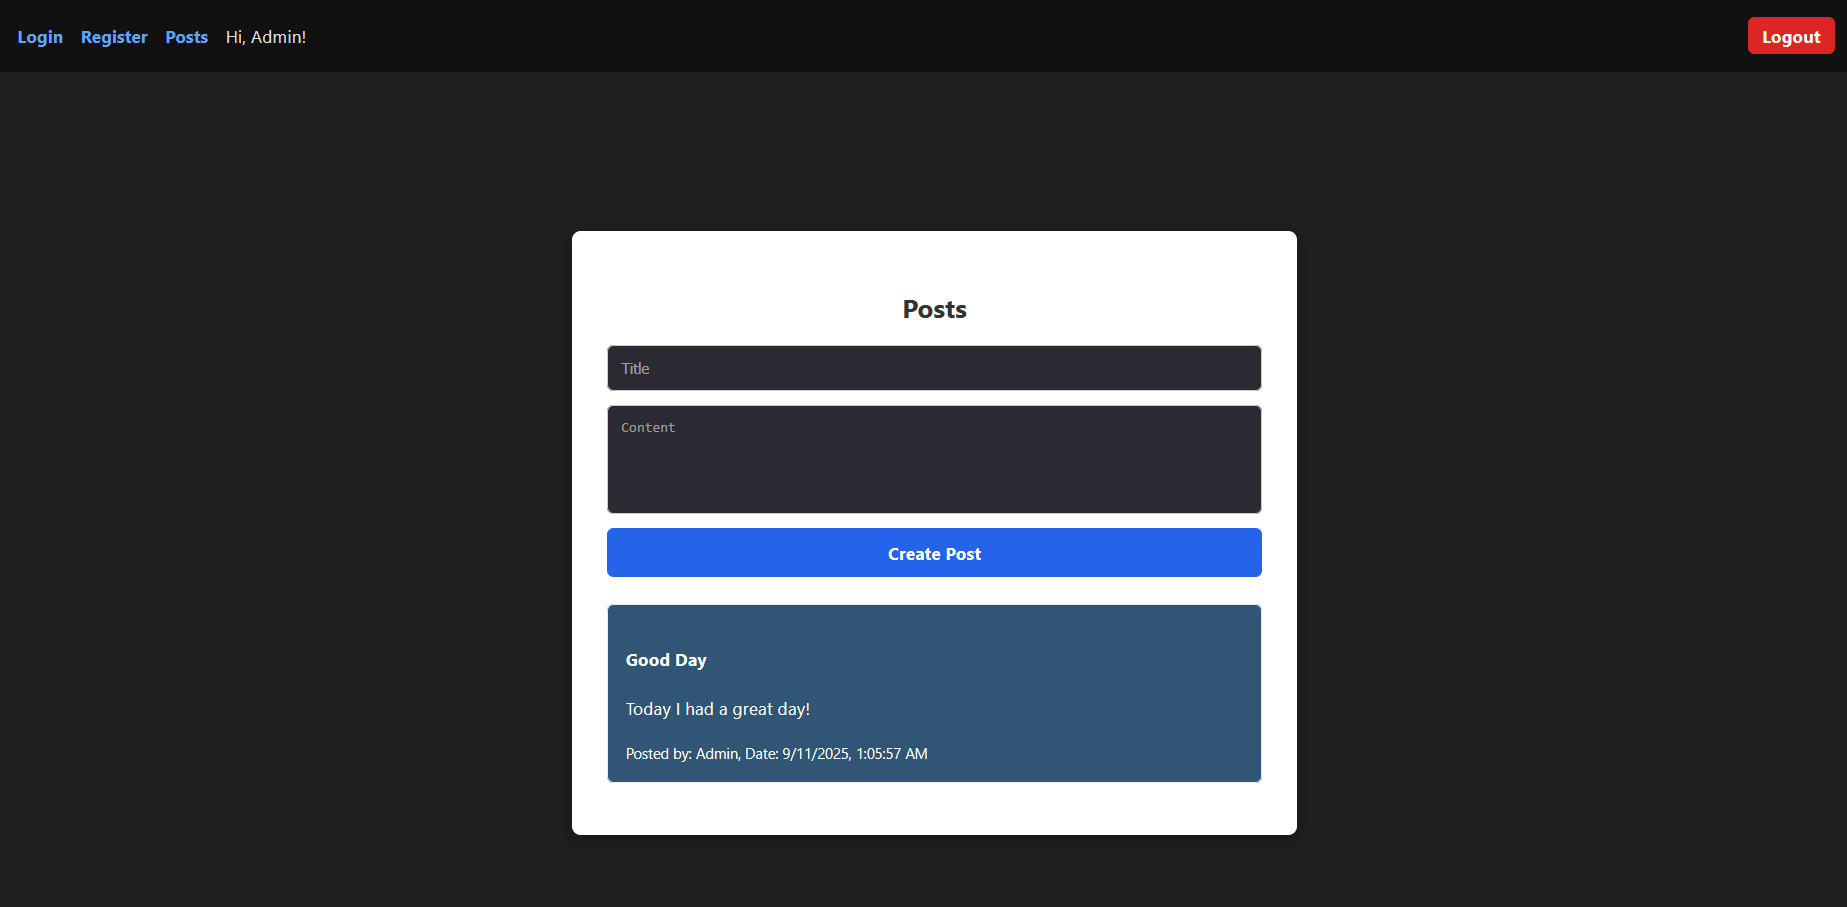 Login Register Posts Hi, Admin! Logout
Posts
Title
Content
Create Post
Good Day
Today I had a great day!
Posted by: Admin, Date: 9/11/2025, 1:05:57 AM